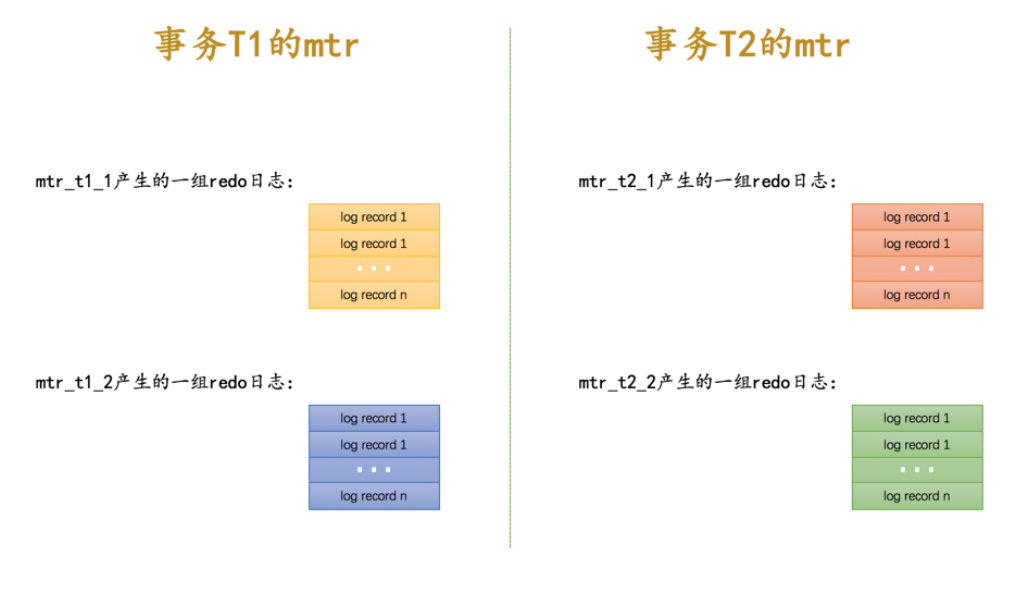 事务T1的mtr
mtr_t1_1产生的一组redo日志：
log record 1
log record 1
...
log record n
mtr_t1_2产生的一组redo日志：
log record 1
log record 1
...
log record n
事务T2的mtr
mtr_t2_1产生的一组redo日志：
log record 1
log record 1
...
log record n
mtr_t2_2产生的一组redo日志：
log record 1
log record 1
...
log record n